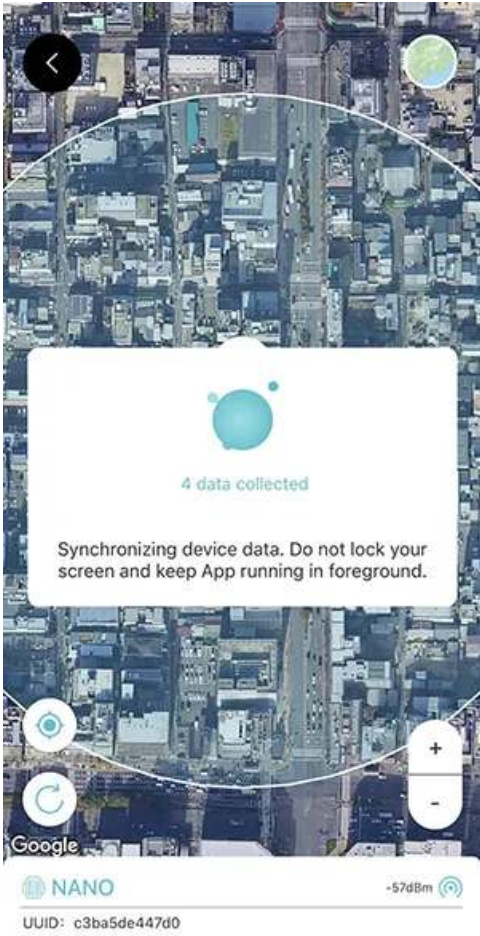 4 data collected
Synchronizing device data. Do not lock your
screen and keep App running in foreground.
+
-
Google
NANO
-57dBm
UUID: c3ba5de447d0